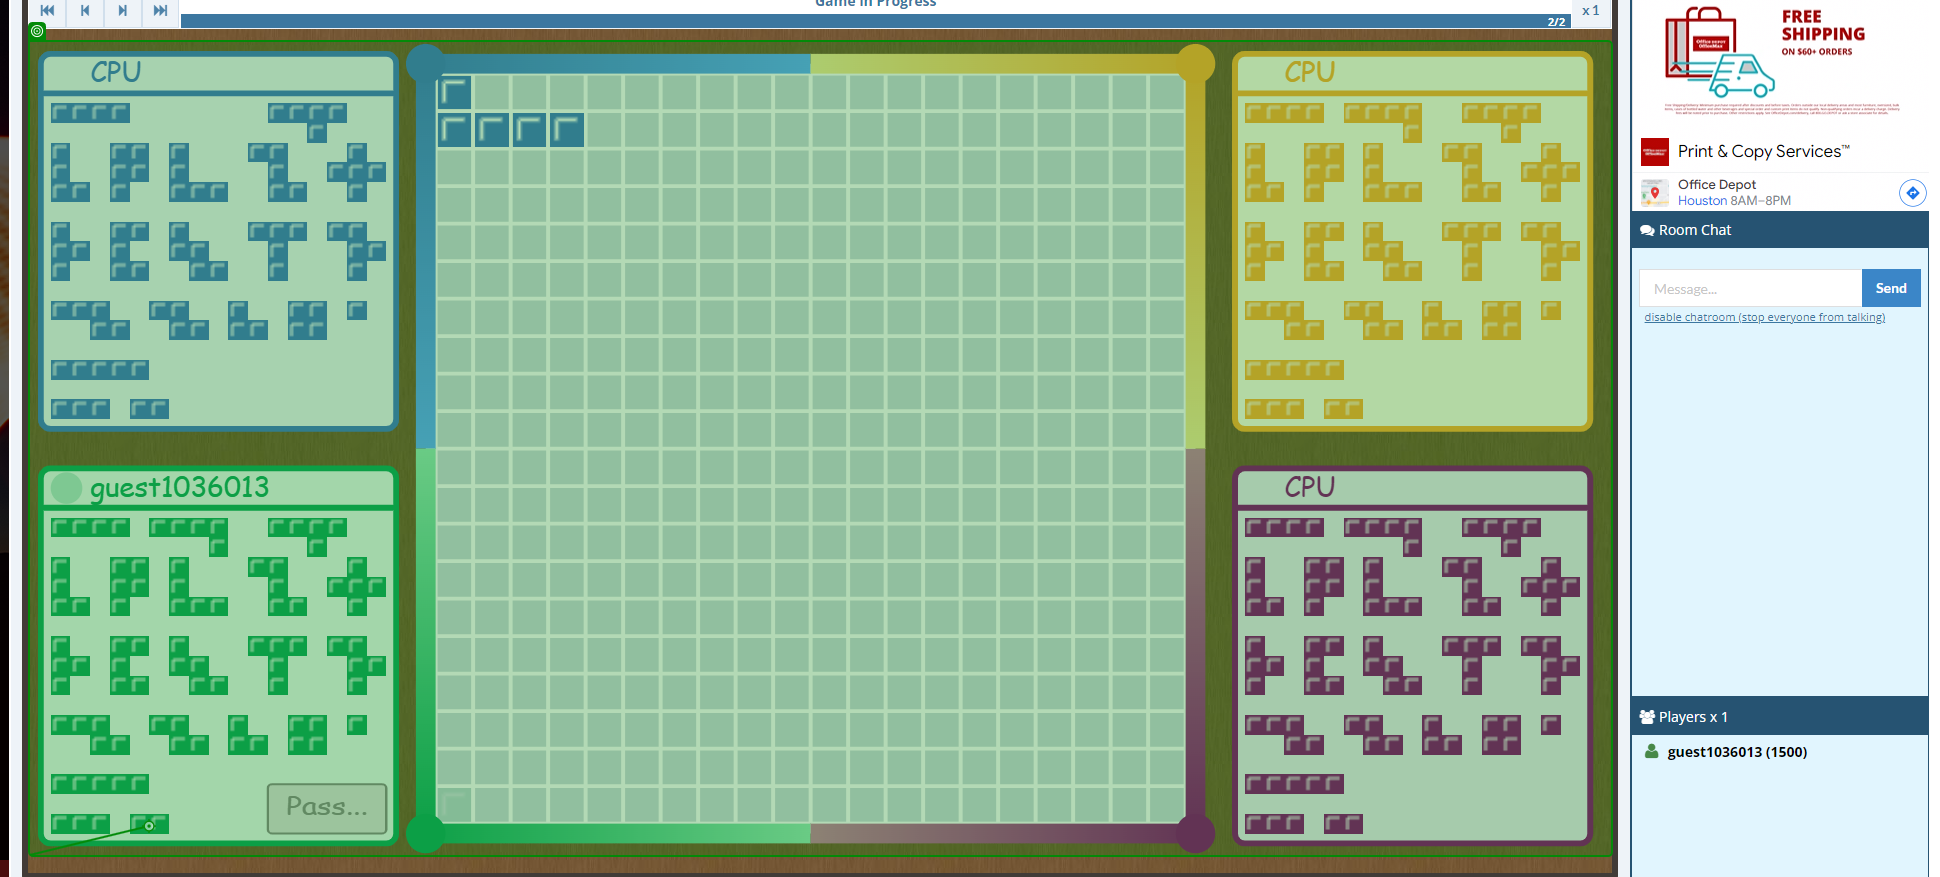 Game in Progress
x 1
2/2
CPU
CPU
guest1036013
Pass...
CPU
FREE
SHIPPING
ON $60+ ORDERS
Print & Copy Services™
Office Depot
Houston 8AM–8PM
Room Chat
Message...
Send
disable chatroom (stop everyone from talking)
Players x 1
guest1036013 (1500)